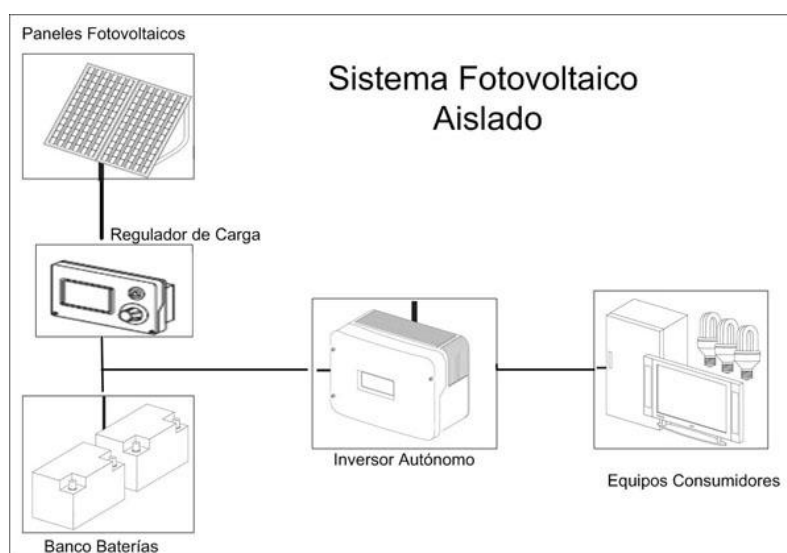 Paneles Fotovoltaicos
Sistema Fotovoltaico
Aislado
Regulador de Carga
Inversor Autónomo
Equipos Consumidores
Banco Baterías